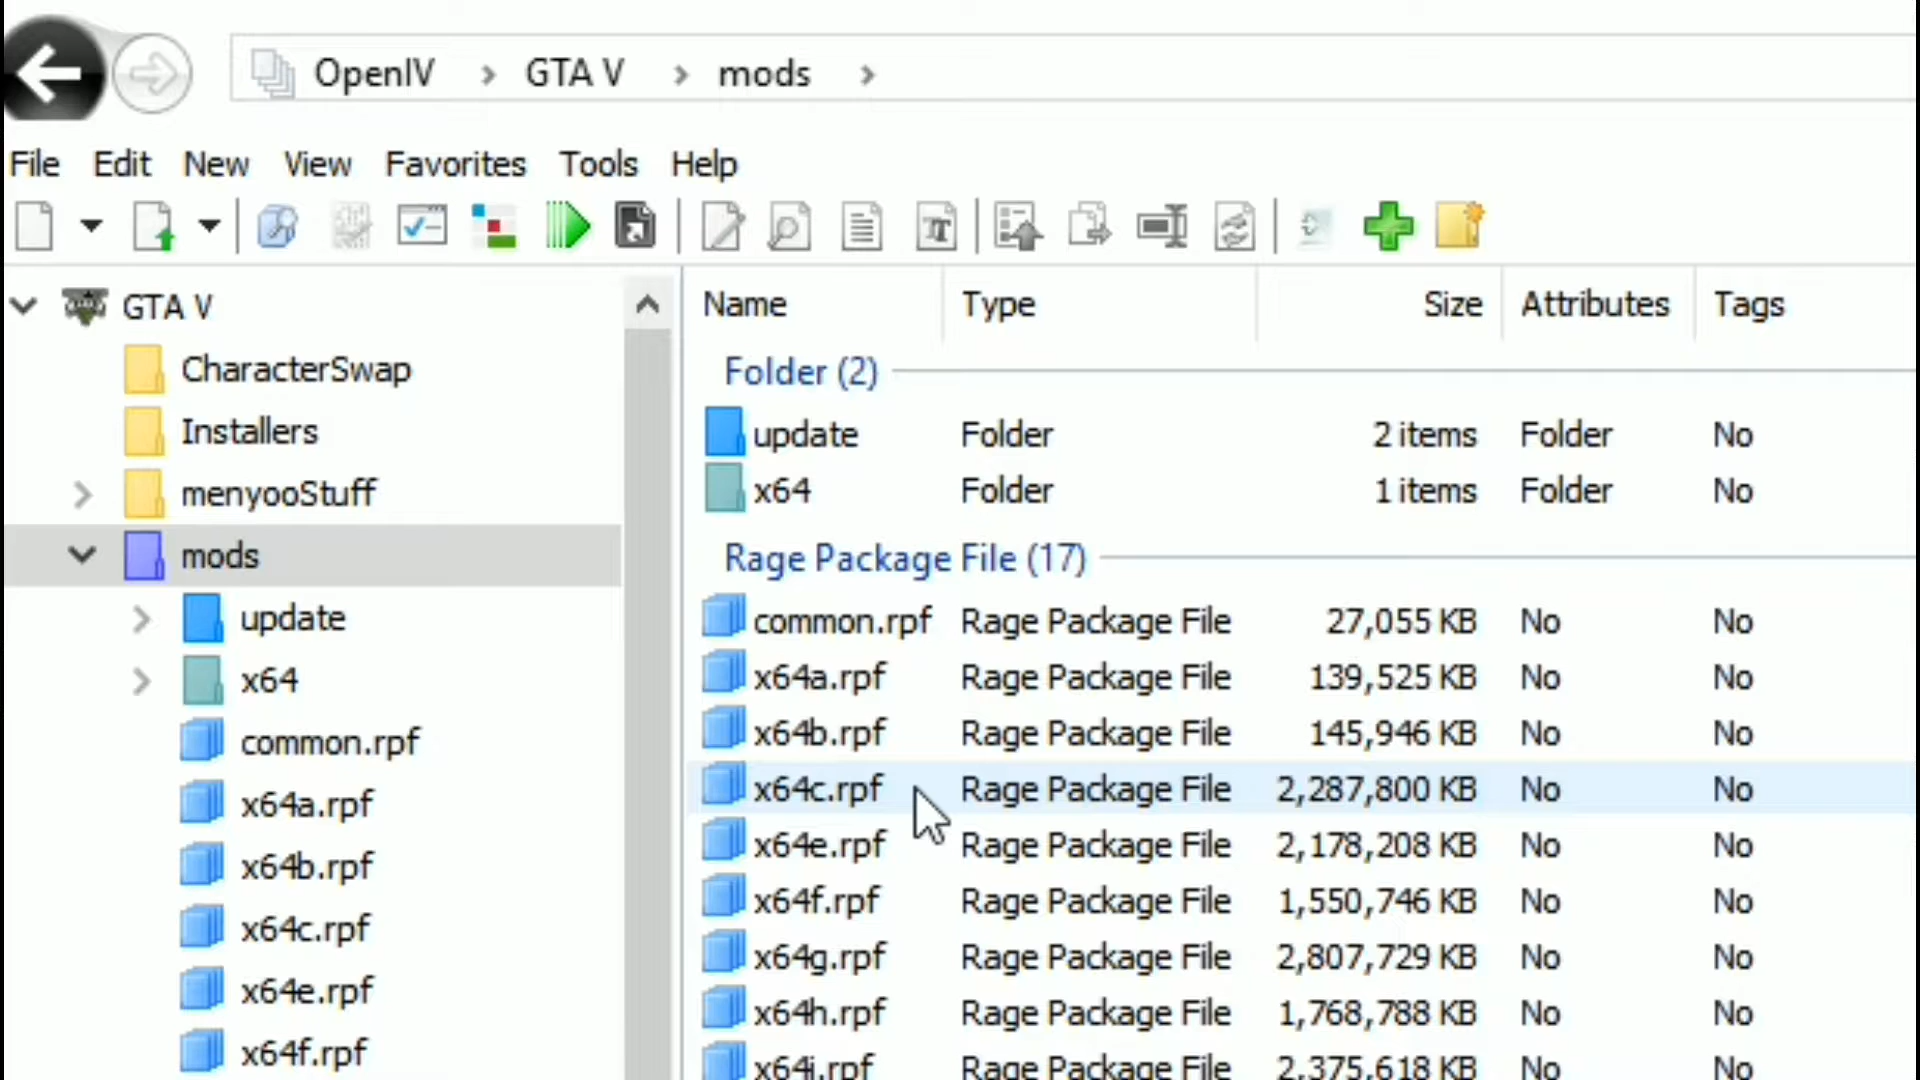 OpenIV > GTA V > mods >
File Edit New View Favorites Tools Help
GTA V
CharacterSwap
Installers
menyooStuff
mods
update
x64
common.rpf
x64a.rpf
x64b.rpf
x64c.rpf
x64e.rpf
x64f.rpf
Name Type Size Attributes Tags
Folder (2)
update Folder 2 items Folder No
x64 Folder 1 items Folder No
Rage Package File (17)
common.rpf Rage Package File 27,055 KB No No
x64a.rpf Rage Package File 139,525 KB No No
x64b.rpf Rage Package File 145,946 KB No No
x64c.rpf Rage Package File 2,287,800 KB No No
x64e.rpf Rage Package File 2,178,208 KB No No
x64f.rpf Rage Package File 1,550,746 KB No No
x64g.rpf Rage Package File 2,807,729 KB No No
x64h.rpf Rage Package File 1,768,788 KB No No
x64i.rpf Rage Package File 2,375,618 KB No No